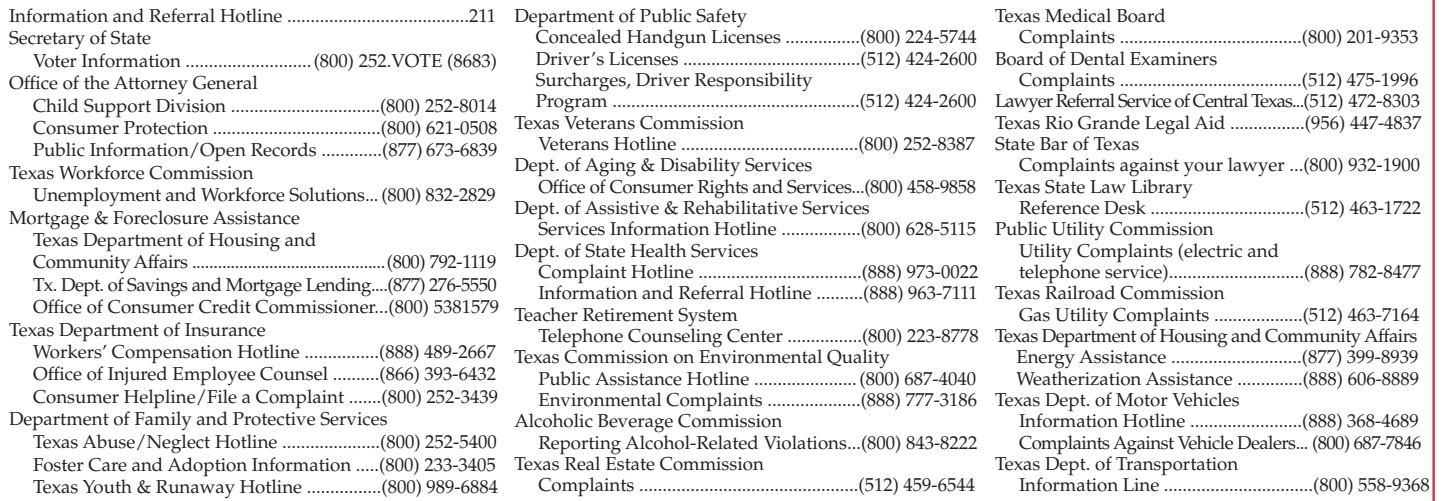 Information and Referral Hotline ........................................211
Secretary of State
Voter Information ............................ (800) 252.VOTE (8683)
Office of the Attorney General
Child Support Division ............................(800) 252-8014
Consumer Protection ................................(800) 621-0508
Public Information/Open Records ............(877) 673-6839
Texas Workforce Commission
Unemployment and Workforce Solutions... (800) 832-2829
Mortgage & Foreclosure Assistance
Texas Department of Housing and
Community Affairs ................................................ (800) 792-1119
Tx. Dept. of Savings and Mortgage Lending....(877) 276-5550
Office of Consumer Credit Commissioner...(800) 5381579
Texas Department of Insurance
Workers' Compensation Hotline ...............(888) 489-2667
Office of Injured Employee Counsel ..........(866) 393-6432
Consumer Helpline/File a Complaint .......(800) 252-3439
Department of Family and Protective Services
Texas Abuse/Neglect Hotline ...................(800) 252-5400
Foster Care and Adoption Information .....(800) 233-3405
Texas Youth & Runaway Hotline ...............(800) 989-6884
Department of Public Safety
Concealed Handgun Licenses ...............(800) 224-5744
Driver's Licenses ...................................(512) 424-2600
Surcharges, Driver Responsibility
Program .................................................(512) 424-2600
Texas Veterans Commission
Veterans Hotline ................................... (800) 252-8387
Dept. of Aging & Disability Services
Office of Consumer Rights and Services...(800) 458-9858
Dept. of Assistive & Rehabilitative Services
Services Information Hotline .................(800) 628-5115
Dept. of State Health Services
Complaint Hotline ................................(888) 973-0022
Information and Referral Hotline ..........(888) 963-7111
Teacher Retirement System
Telephone Counseling Center ................(800) 223-8778
Texas Commission on Environmental Quality
Public Assistance Hotline ..................... (800) 687-4040
Environmental Complaints ................... (888) 777-3186
Alcoholic Beverage Commission
Reporting Alcohol-Related Violations...(800) 843-8222
Texas Real Estate Commission
Complaints ............................................(512) 459-6544
Texas Medical Board
Complaints ....................................(800) 201-9353
Board of Dental Examiners
Complaints ....................................(512) 475-1996
Lawyer Referral Service of Central Texas...(512) 472-8303
Texas Rio Grande Legal Aid ...............(956) 447-4837
State Bar of Texas
Complaints against your lawyer ...(800) 932-1900
Texas State Law Library
Reference Desk ..............................(512) 463-1722
Public Utility Commission
Utility Complaints (electric and
telephone service)...........................(888) 782-8477
Texas Railroad Commission
Gas Utility Complaints ..................(512) 463-7164
Texas Department of Housing and Community Affairs
Energy Assistance ..........................(877) 399-8939
Weatherization Assistance .............(888) 606-8889
Texas Dept. of Motor Vehicles
Information Hotline .......................(888) 368-4689
Complaints Against Vehicle Dealers... (800) 687-7846
Texas Dept. of Transportation
Information Line ..............................(800) 558-9368